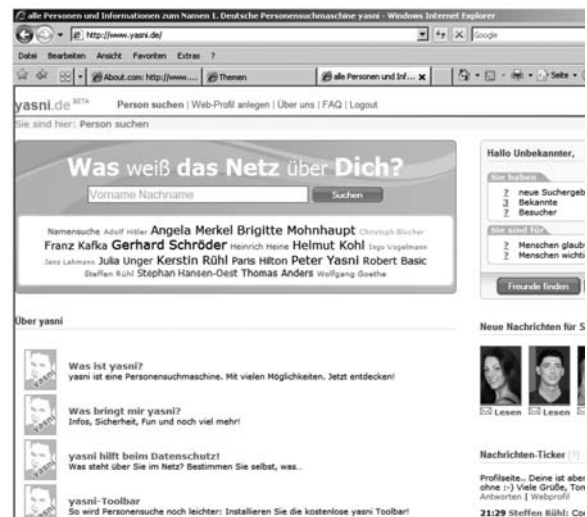 alle Personen und Informationen zum Namen 1. Deutsche Personensuchmaschine yasni - Windows Internet Explorer
http://www.yasni.de/
Google
Datei Bearbeiten Ansicht Favoriten Extras ?
About.com: http://www....
Themen
alle Personen und Inf...
Seite
yasni.de BETA
Person suchen | Web-Profil anlegen | Über uns | FAQ | Logout
Sie sind hier: Person suchen
Was weiß das Netz über Dich?
Vorname Nachname
Suchen
Namensuche Adolf Hitler Angela Merkel Brigitte Mohnhaupt Christoph Blocher
Franz Kafka Gerhard Schröder Heinrich Heine Helmut Kohl Ingo Vogelmann
Jens Lehmann Julia Unger Kerstin Rühl Paris Hilton Peter Yasni Robert Basic
Steffen Rühl Stephan Hansen-Oest Thomas Anders Wolfgang Goethe
Hallo Unbekannter,
Sie haben
? neue Suchergeb
3 Bekannte
? Besucher
Sie sind für
? Menschen glaub
? Menschen wichti
Freunde finden
Über yasni
yasni
Was ist yasni?
yasni ist eine Personensuchmaschine. Mit vielen Möglichkeiten. Jetzt entdecken!
yasni
Was bringt mir yasni?
Infos, Sicherheit, Fun und noch viel mehr!
yasni
yasni hilft beim Datenschutz!
Was steht über Sie im Netz? Bestimmen Sie selbst, was...
yasni
yasni-Toolbar
So wird Personensuche noch leichter: Installieren Sie die kostenlose yasni Toolbar!
Neue Nachrichten für S
Lesen Lesen
Nachrichten-Ticker [?]
Profilseite.. Deine ist aber
ohne :-) Viele Grüße, Tom
Antworten | Webprofil
21:29 Steffen Rühl: Coo